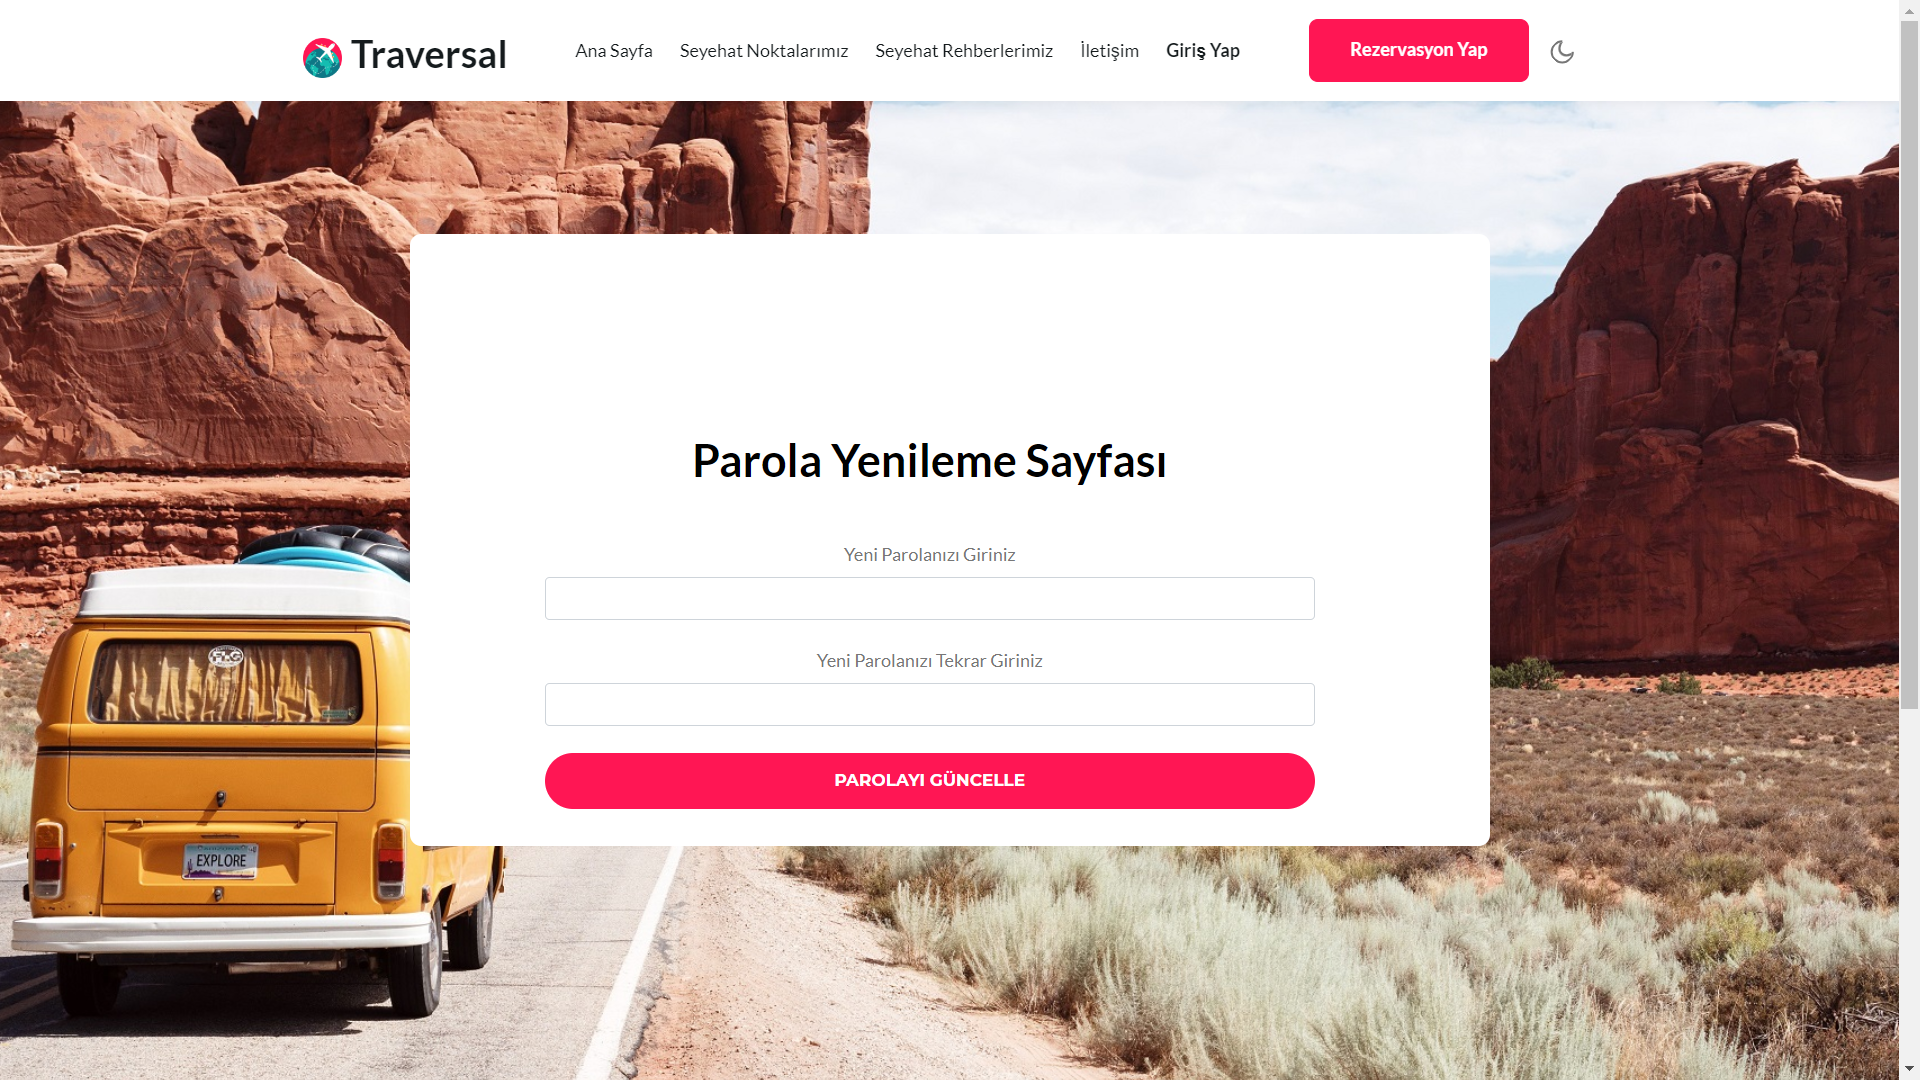 Traversal
Ana Sayfa
Seyehat Noktalarımız
Seyehat Rehberlerimiz
İletişim
Giriş Yap
Rezervasyon Yap
Parola Yenileme Sayfası
Yeni Parolanızı Giriniz
Yeni Parolanızı Tekrar Giriniz
PAROLAYI GÜNCELLE
EXPLORE